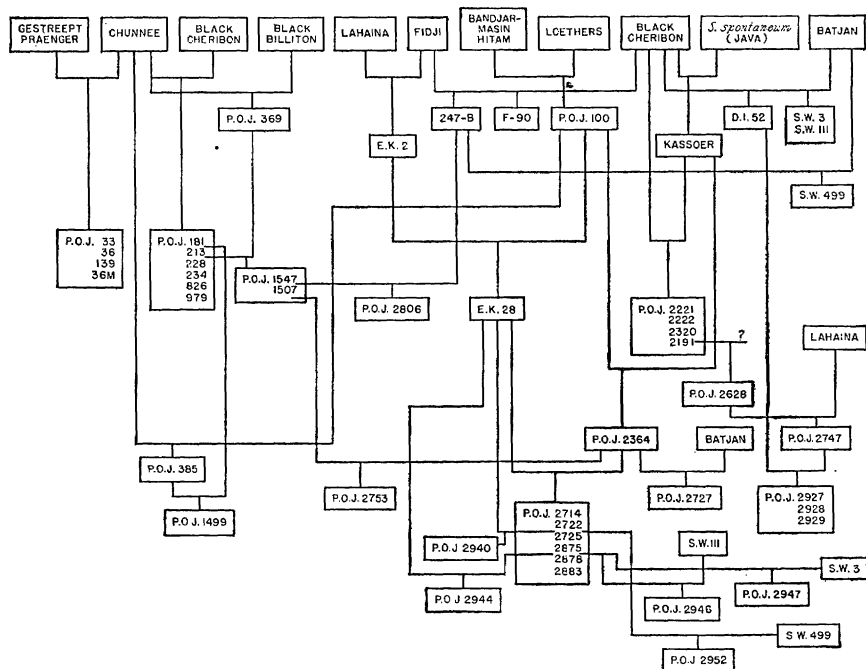 GESTREEPT
PRAENGER
CHUNNEE
BLACK
CHERIBON
BLACK
BILLITON
LAHAINA
FIDJI
BANDJAR-
MASIN
HITAM
LOETHERS
BLACK
CHERIBON
S. spontaneum
(JAVA)
BATJAN
P.O.J. 369
247-B
F-90
P.O.J. 100
D.I. 52
S.W. 3
S.W. III
E.K. 2
KASSOER
S.W. 499
P.O.J. 33
36
139
36M
P.O.J. 181
213
228
234
826
979
P.O.J. 1547
1507
P.O.J. 2806
E.K. 28
P.O.J. 2221
2222
2320
2191
?
LAHAINA
P.O.J. 2628
P.O.J. 2364
BATJAN
P.O.J. 2747
P.O.J. 385
P.O.J. 2753
P.O.J. 2727
P.O.J. 2927
2928
2929
P.O.J. 1499
P.O.J. 2714
2722
2725
2875
2878
2883
P.O.J 2940
S.W. III
S.W. 3
P.O.J 2944
P.O.J. 2946
P.O.J. 2947
S W. 499
P.O.J 2952